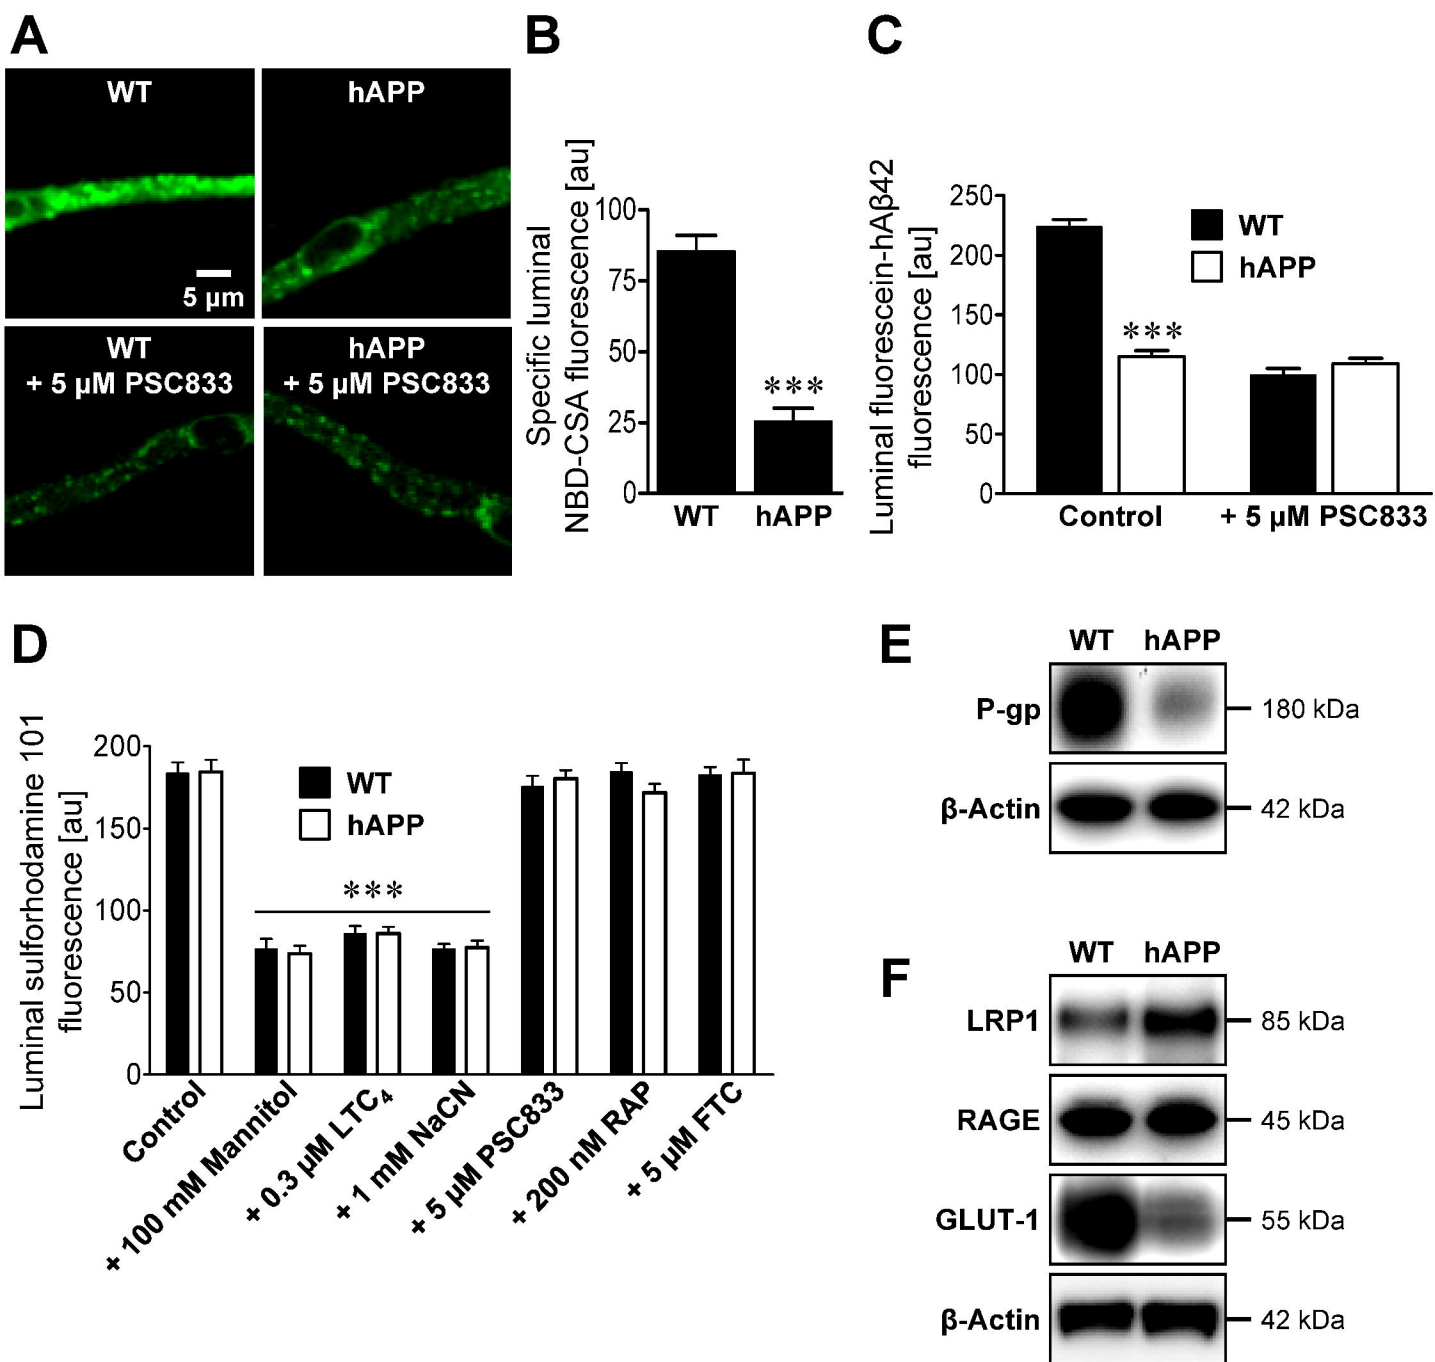 A
WT
hAPP
5 µm
WT
+ 5 µM PSC833
hAPP
+ 5 µM PSC833
B
Specific luminal
NBD-CSA fluorescence [au]
100
75
50
25
0
***
WT
hAPP
C
Luminal fluorescein-hAβ42
fluorescence [au]
250
200
150
100
50
0
WT
hAPP
***
Control
+ 5 µM PSC833
D
Luminal sulforhodamine 101
fluorescence [au]
200
150
100
50
0
WT
hAPP
***
Control
+ 100 mM Mannitol
+ 0.3 µM LTC₄
+ 1 mM NaCN
+ 5 µM PSC833
+ 200 nM RAP
+ 5 µM FTC
E
WT hAPP
P-gp
180 kDa
β-Actin
42 kDa
F
WT hAPP
LRP1
85 kDa
RAGE
45 kDa
GLUT-1
55 kDa
β-Actin
42 kDa